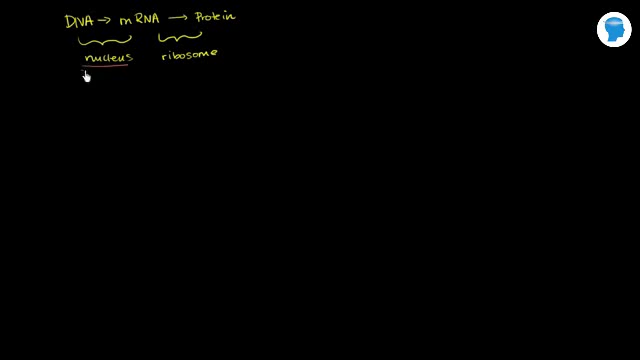 DNA → mRNA → Protein
nucleus ribosome